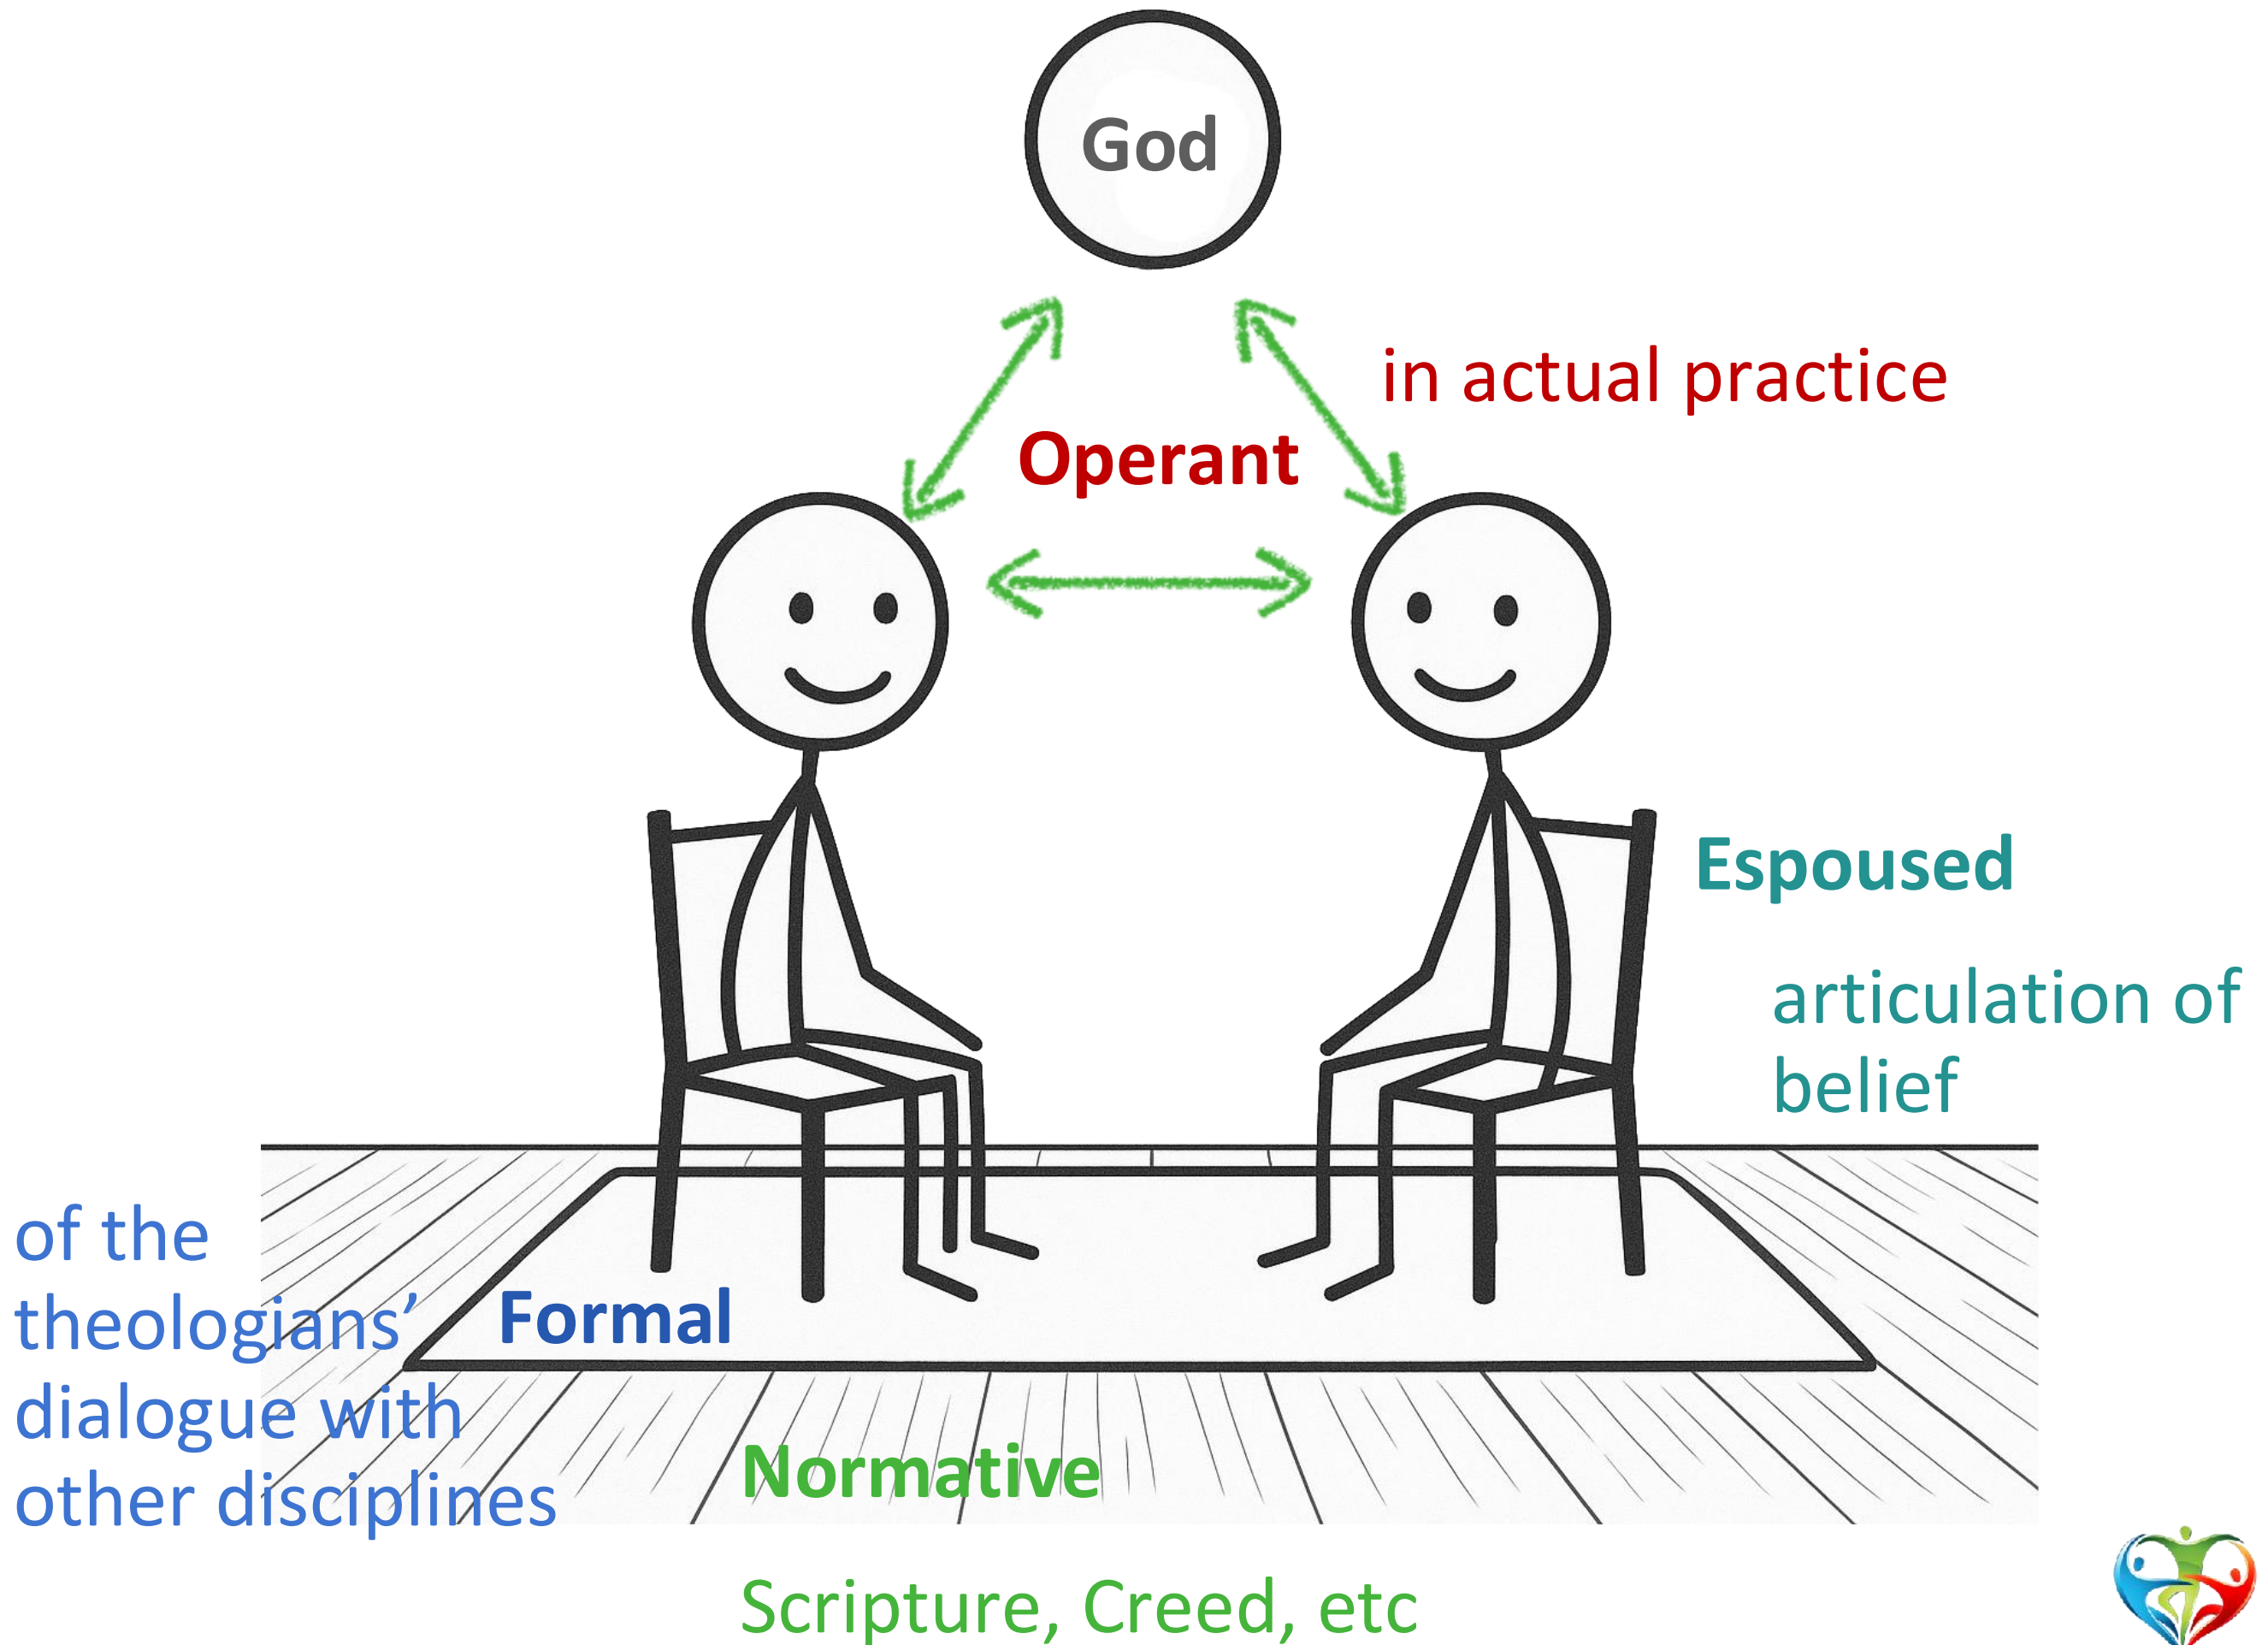 God
in actual practice
Operant
Espoused
articulation of
belief
of the
theologians’
dialogue with
other disciplines
Formal
Normative
Scripture, Creed, etc